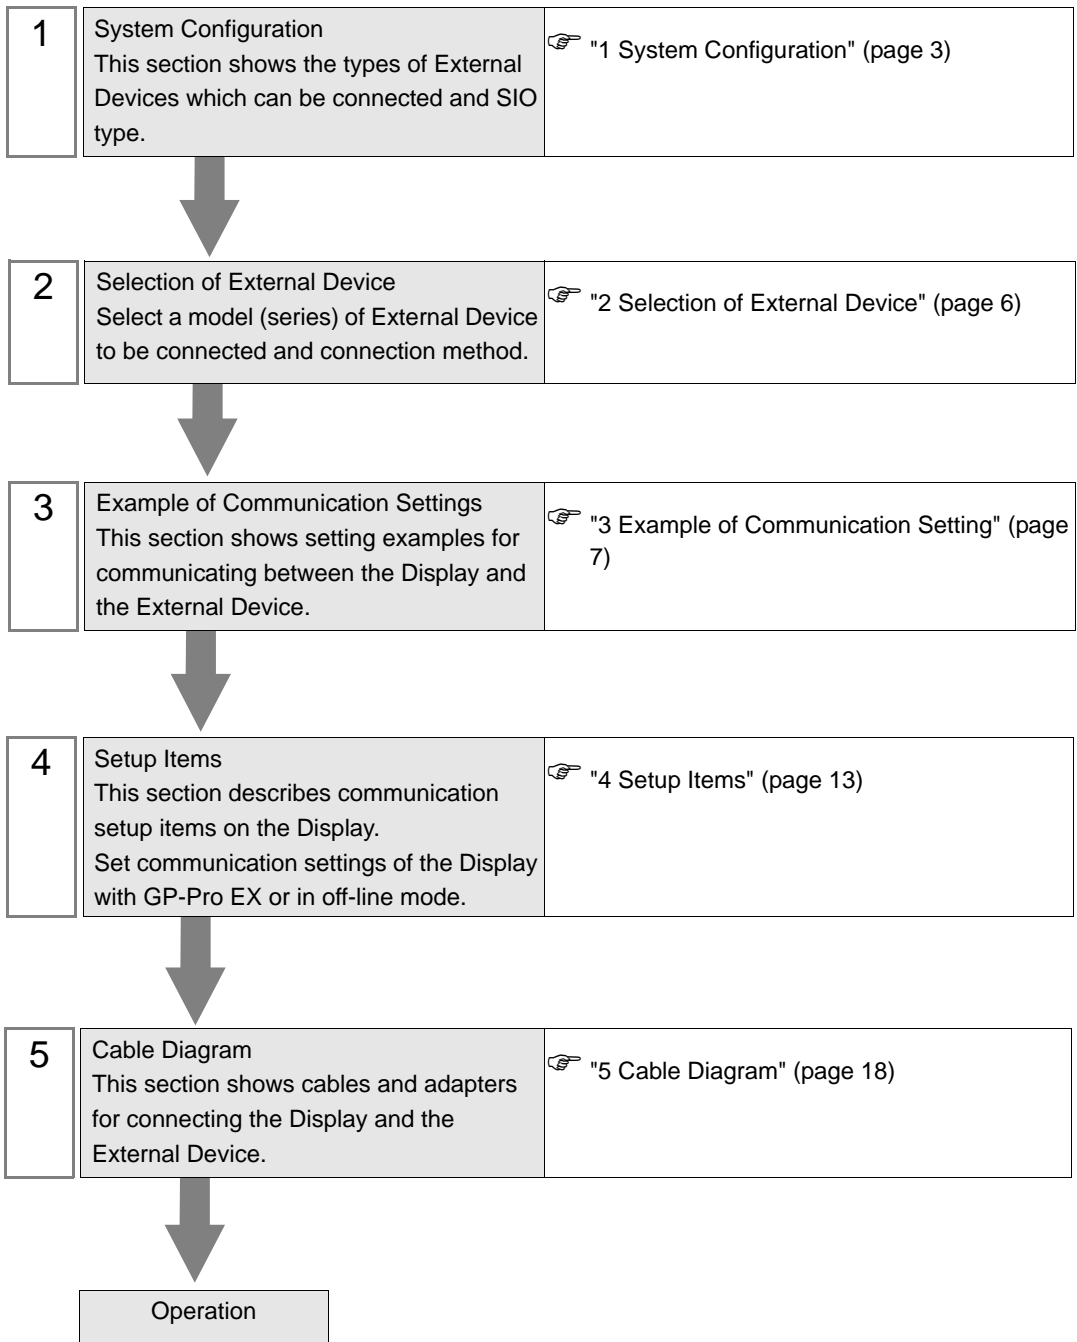 1
System Configuration
This section shows the types of External
Devices which can be connected and SIO
type.
"1 System Configuration" (page 3)
2
Selection of External Device
Select a model (series) of External Device
to be connected and connection method.
"2 Selection of External Device" (page 6)
3
Example of Communication Settings
This section shows setting examples for
communicating between the Display and
the External Device.
"3 Example of Communication Setting" (page
7)
4
Setup Items
This section describes communication
setup items on the Display.
Set communication settings of the Display
with GP-Pro EX or in off-line mode.
"4 Setup Items" (page 13)
5
Cable Diagram
This section shows cables and adapters
for connecting the Display and the
External Device.
"5 Cable Diagram" (page 18)
Operation